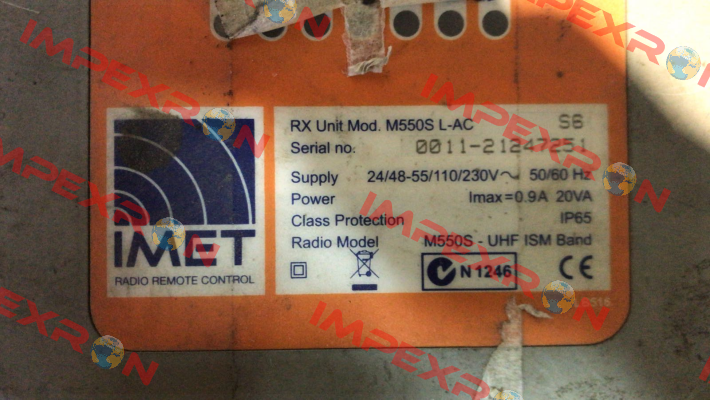 RX Unit Mod. M550S L-AC S6
Serial no. 0011-21247251
Supply 24/48-55/110/230V~ 50/60 Hz
Power Imax=0.9A 20VA
Class Protection IP65
Radio Model M550S - UHF ISM Band
N 1246 CE
IMET
RADIO REMOTE CONTROL
IMPEXRON
IMPEXRON
IMPEXRON
IMPEXRON
IMPEXRON
IMPEXRON
IMPEXRON